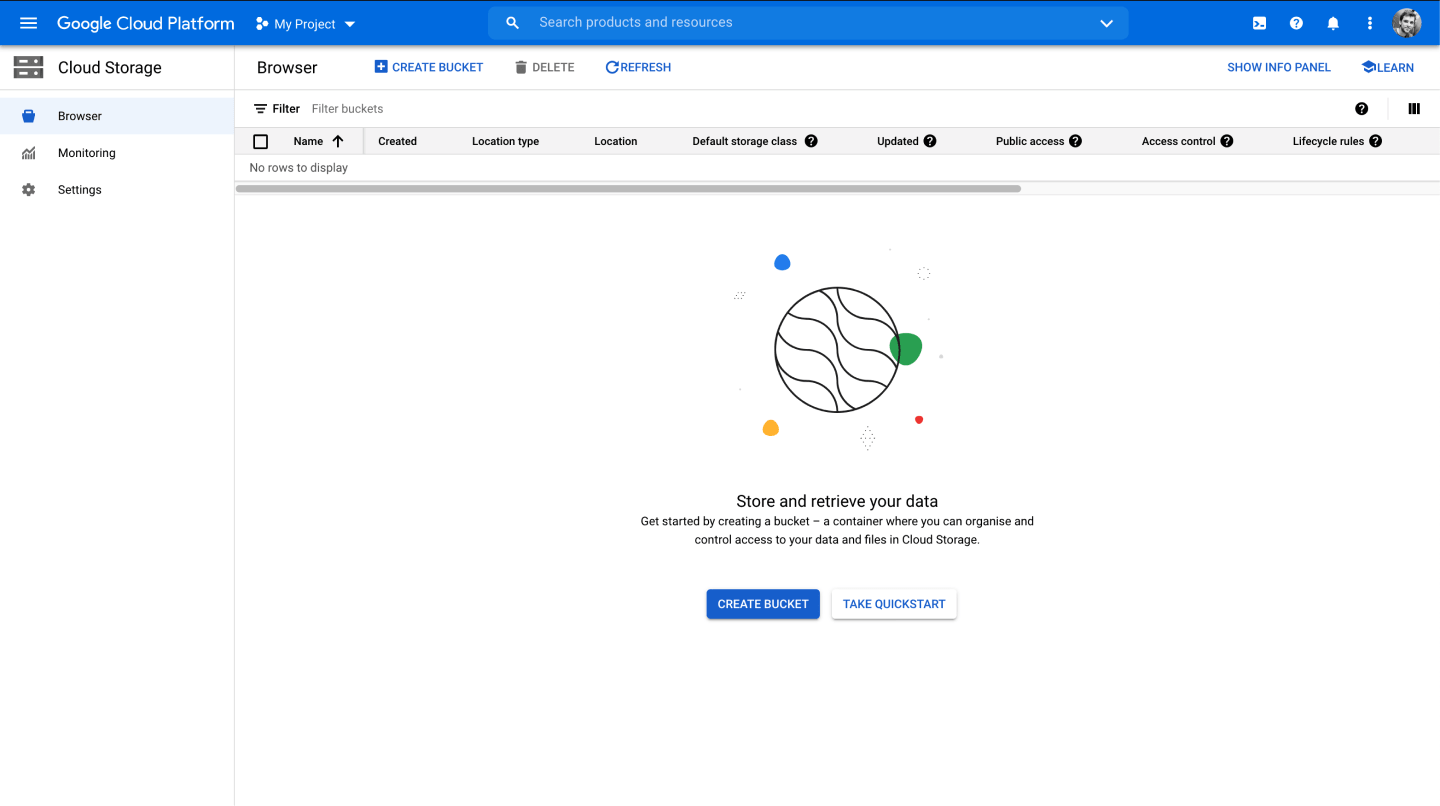 Google Cloud Platform My Project Search products and resources
Cloud Storage Browser CREATE BUCKET DELETE REFRESH SHOW INFO PANEL LEARN
Browser
Monitoring
Settings
Filter Filter buckets
Name Created Location type Location Default storage class Updated Public access Access control Lifecycle rules
No rows to display
Store and retrieve your data
Get started by creating a bucket – a container where you can organise and
control access to your data and files in Cloud Storage.
CREATE BUCKET TAKE QUICKSTART